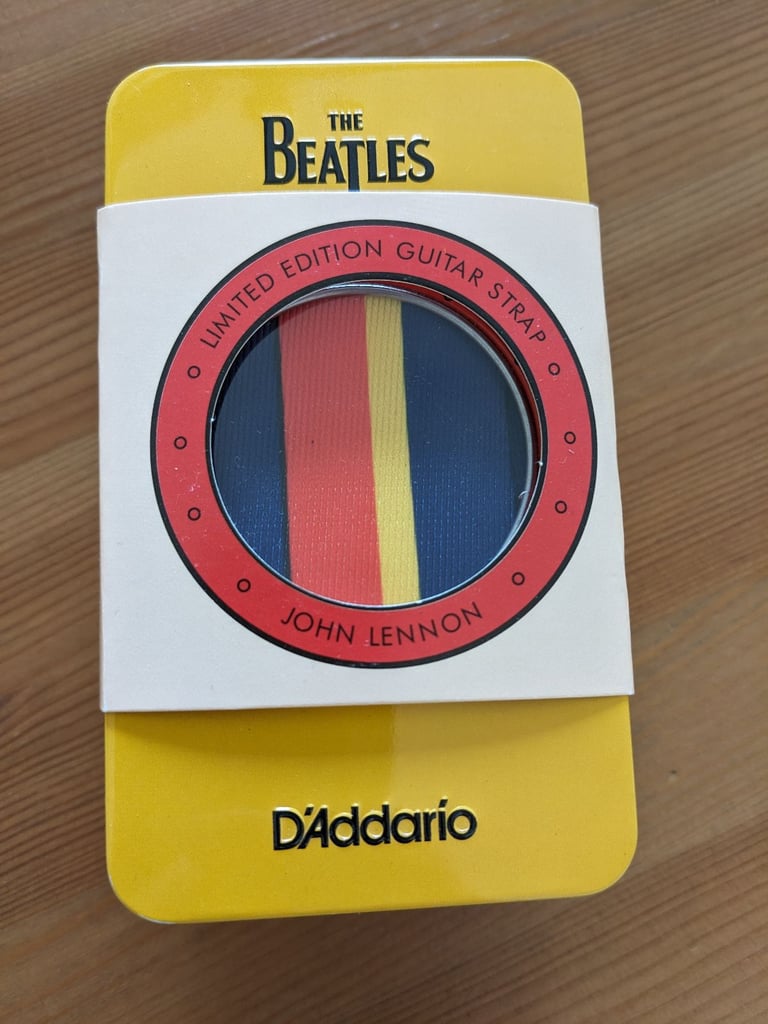 THE
BEATLES
LIMITED EDITION GUITAR STRAP
JOHN LENNON
D'Addario